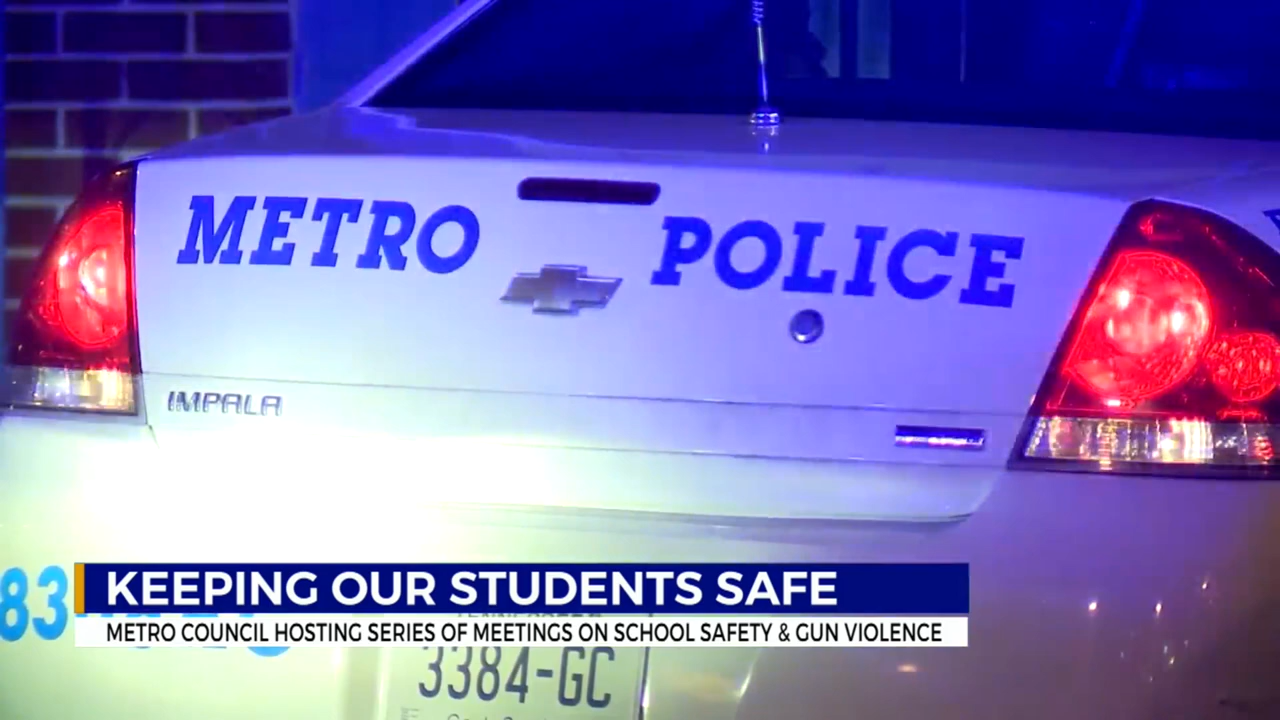 METRO POLICE
IMPALA
KEEPING OUR STUDENTS SAFE
METRO COUNCIL HOSTING SERIES OF MEETINGS ON SCHOOL SAFETY & GUN VIOLENCE
83
3384-GC